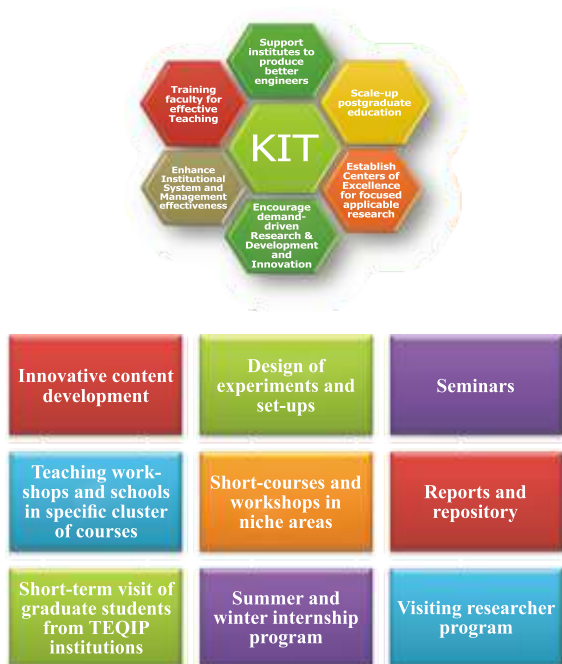 Support
institutes to
produce
better
engineers
Training
faculty for
effective
Teaching
Scale-up
postgraduate
education
KIT
Enhance
Institutional
System and
Management
effectiveness
Establish
Centers of
Excellence
for focused
applicable
research
Encourage
demand-
driven
Research &
Development
and
Innovation
Innovative content
development
Design of
experiments and
set-ups
Seminars
Teaching work-
shops and schools
in specific cluster
of courses
Short-courses and
workshops in
niche areas
Reports and
repository
Short-term visit of
graduate students
from TEQIP
institutions
Summer and
winter internship
program
Visiting researcher
program